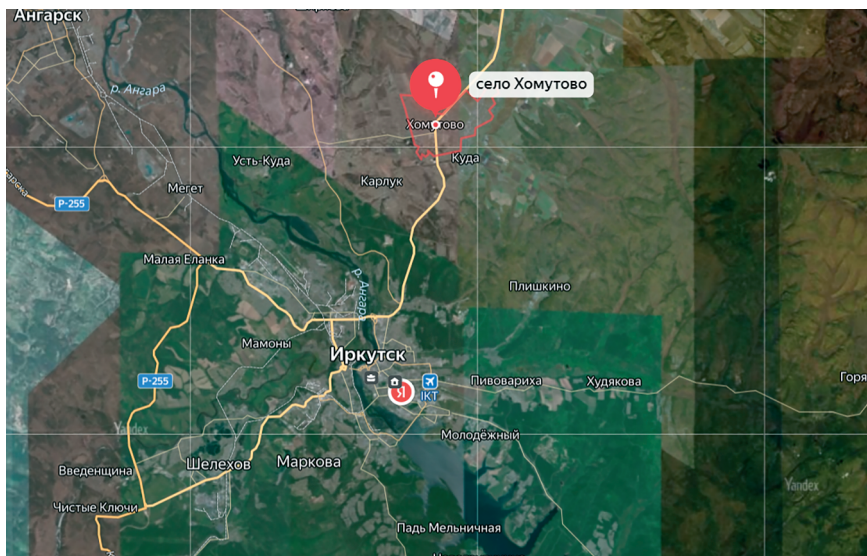 Ангарск
р. Ангара
село Хомутово
Хомутово
Куда
Усть-Куда
Карлук
Мегет
Р-255
Малая Еланка
р. Ангара
Плишкино
Мамоны
Иркутск
Р-255
Я
IKT
Пивовариха
Худякова
Горя
Yandex
Молодёжный
Введенщина
Шелехов
Маркова
Yandex
Чистые Ключи
Падь Мельничная